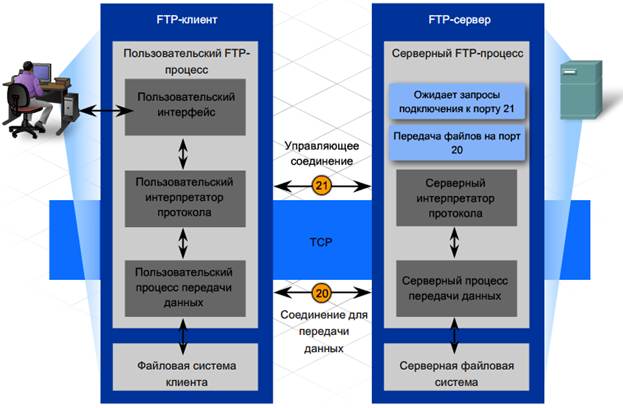 FTP-клиент
Пользовательский FTP-
процесс
Пользовательский
интерфейс
Пользовательский
интерпретатор
протокола
Пользовательский
процесс передачи
данных
Файловая система
клиента
Управляющее
соединение
21
TCP
20
Соединение для
передачи
данных
FTP-сервер
Серверный FTP-процесс
Ожидает запросы
подключения к порту 21
Передача файлов на порт
20
Серверный
интерпретатор
протокола
Серверный процесс
передачи данных
Серверная файловая
система